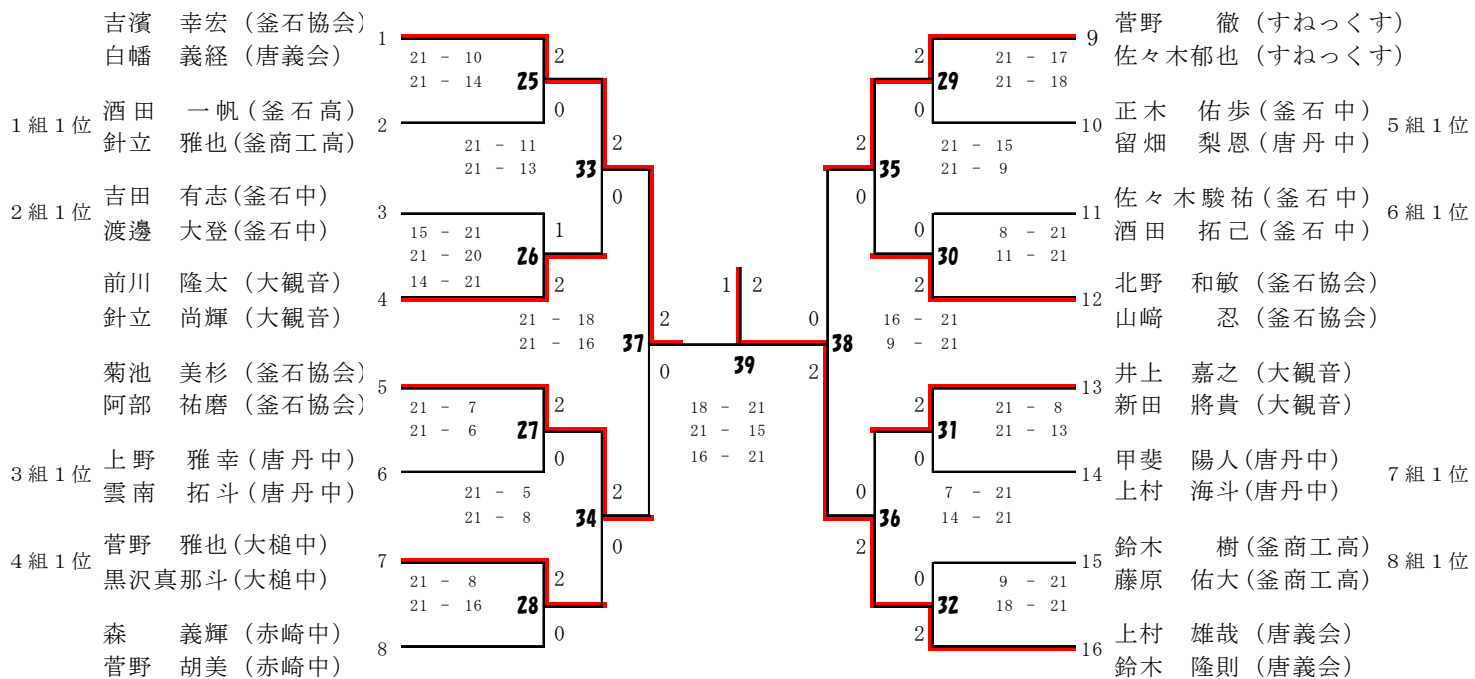 吉濱　幸宏（釜石協会）
1
白幡　義経（唐義会）
21 - 10
21 - 14
25
2
0
1組1位
酒田　一帆(釜石高)
2
針立　雅也(釜商工高)
21 - 11
21 - 13
33
2
0
2組1位
吉田　有志(釜石中)
3
渡邊　大登(釜石中)
15 - 21
21 - 20
14 - 21
26
1
2
前川　隆太（大観音）
4
針立　尚輝（大観音）
21 - 18
21 - 16
37
2
0
菊池　美杉（釜石協会）
5
阿部　祐磨（釜石協会）
21 - 7
21 - 6
27
2
0
3組1位
上野　雅幸(唐丹中)
6
雲南　拓斗(唐丹中)
21 - 5
21 - 8
34
2
0
4組1位
菅野　雅也(大槌中)
7
黒沢真那斗(大槌中)
21 - 8
21 - 16
28
2
0
森　義輝（赤崎中）
8
菅野　胡美（赤崎中）
1
2
39
18 - 21
21 - 15
16 - 21
菅野　徹（すねっくす）
9
佐々木郁也（すねっくす）
2
29
21 - 17
21 - 18
0
10
正木　佑歩(釜石中)
5組1位
留畑　梨恩(唐丹中)
2
35
21 - 15
21 - 9
0
11
佐々木駿祐(釜石中)
6組1位
酒田　拓己(釜石中)
0
30
8 - 21
11 - 21
2
北野　和敏（釜石協会）
12
山﨑　忍（釜石協会）
0
38
16 - 21
9 - 21
2
井上　嘉之（大観音）
13
新田　將貴（大観音）
2
31
21 - 8
21 - 13
0
甲斐　陽人(唐丹中)
14
7組1位
上村　海斗(唐丹中)
0
36
7 - 21
14 - 21
2
鈴木　樹(釜商工高)
15
8組1位
藤原　佑大(釜商工高)
0
32
9 - 21
18 - 21
2
上村　雄哉（唐義会）
16
鈴木　隆則（唐義会）